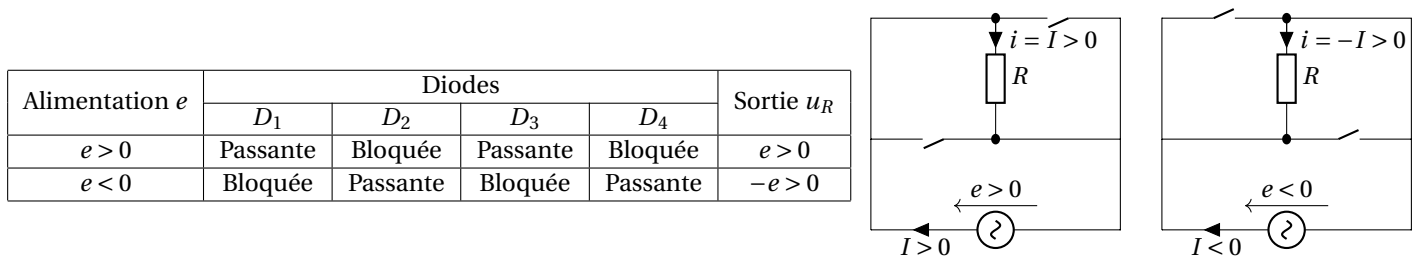 Alimentation e Diodes Sortie u_R
D_1 D_2 D_3 D_4
e > 0 Passante Bloquée Passante Bloquée e > 0
e < 0 Bloquée Passante Bloquée Passante −e > 0
i = I > 0
R
e > 0
I > 0
i = −I > 0
R
e < 0
I < 0